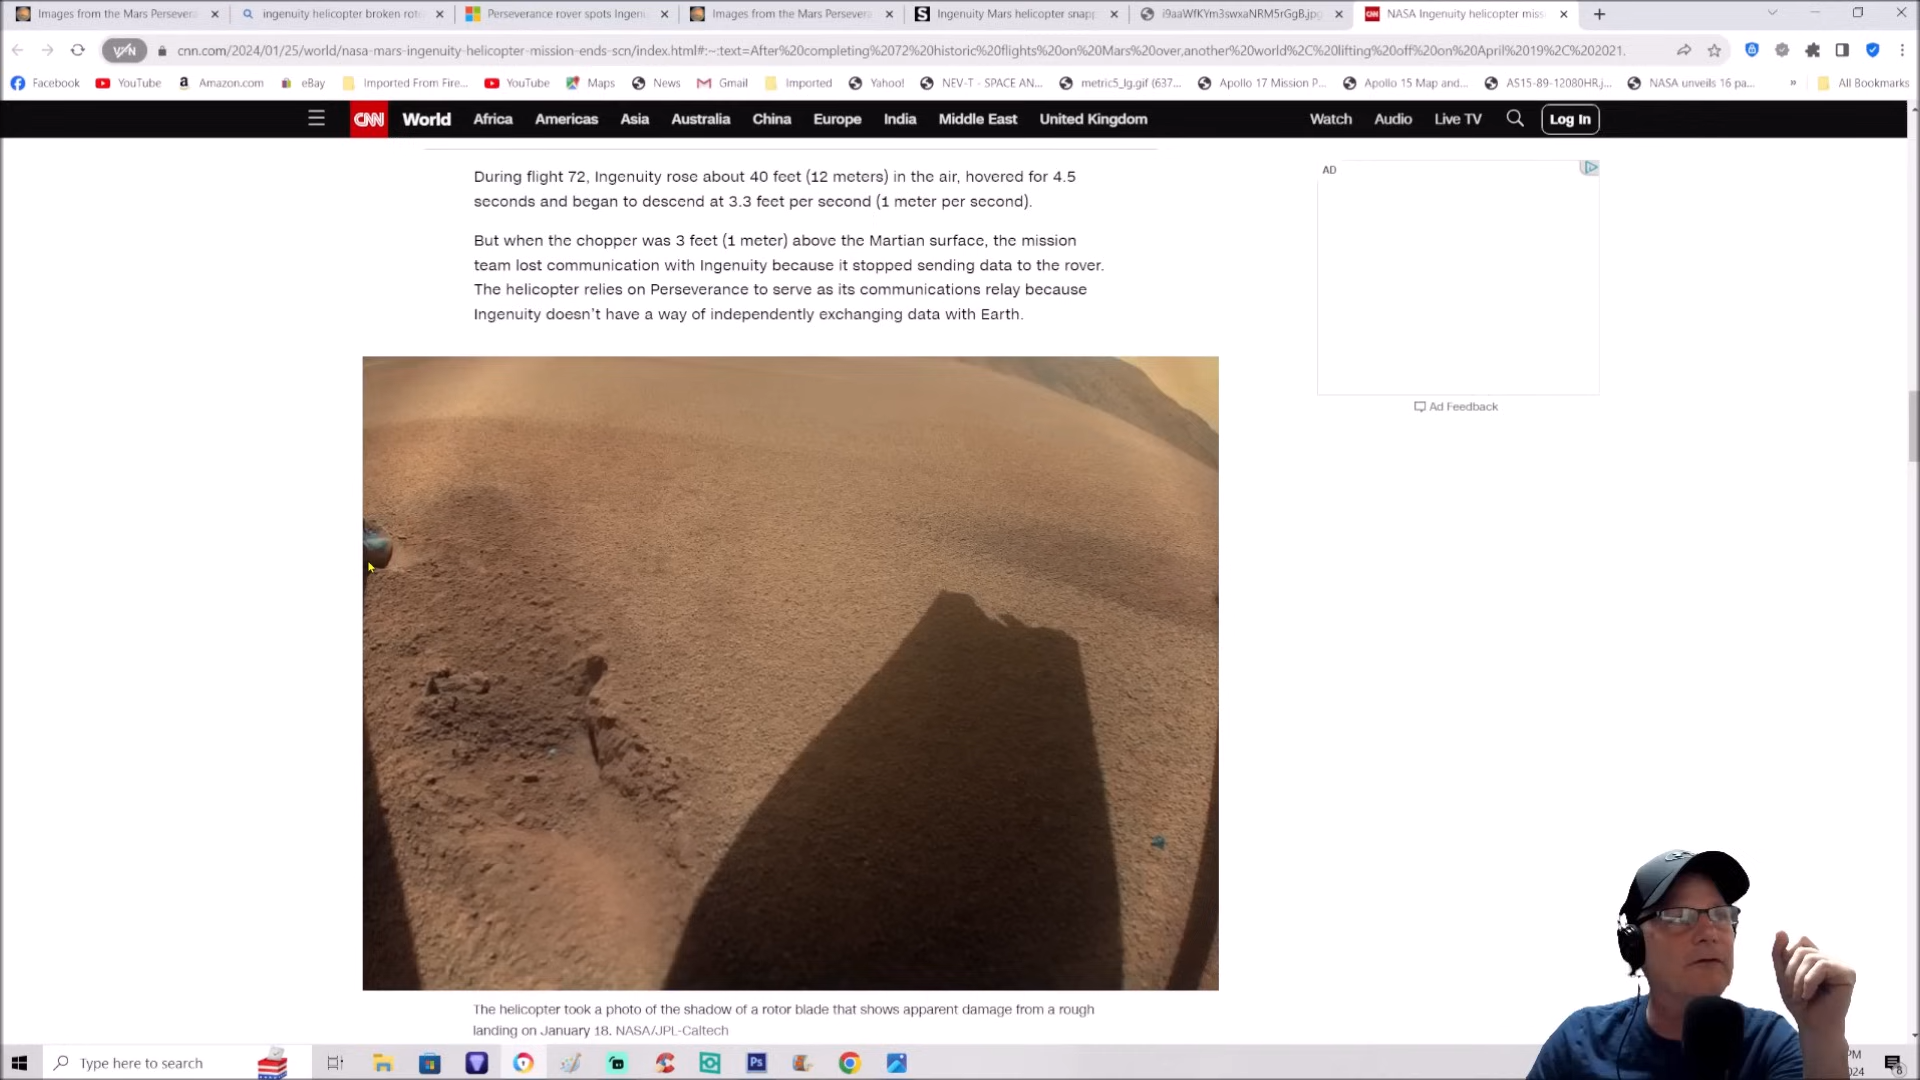 Images from the Mars Persever
ingenuity helicopter broken rot
Perseverance rover spots Ingen
Images from the Mars Persever
Ingenuity Mars helicopter snap
i9aaWfKYm3swxaNRM5rGgB.jpg
NASA Ingenuity helicopter miss
cnn.com/2024/01/25/world/nasa-mars-ingenuity-helicopter-mission-ends-scn/index.html#:~:text=After%20completing%2072%20historic%20flights%20on%20Mars%20over,another%20world%2C%20lifting%20off%20on%20April%2019%2C%202021.
Facebook YouTube Amazon.com eBay Imported From Fire... YouTube Maps News Gmail Imported Yahoo! NEV-T - SPACE AN... metric5_lg.gif (637... Apollo 17 Mission P... Apollo 15 Map and... AS15-89-12080HR.j... NASA unveils 16 pa... » All Bookmarks
CNN World Africa Americas Asia Australia China Europe India Middle East United Kingdom Watch Audio Live TV Log In
During flight 72, Ingenuity rose about 40 feet (12 meters) in the air, hovered for 4.5
seconds and began to descend at 3.3 feet per second (1 meter per second).
But when the chopper was 3 feet (1 meter) above the Martian surface, the mission
team lost communication with Ingenuity because it stopped sending data to the rover.
The helicopter relies on Perseverance to serve as its communications relay because
Ingenuity doesn't have a way of independently exchanging data with Earth.
AD
Ad Feedback
The helicopter took a photo of the shadow of a rotor blade that shows apparent damage from a rough
landing on January 18. NASA/JPL-Caltech
Type here to search
Ps
PM
024
8